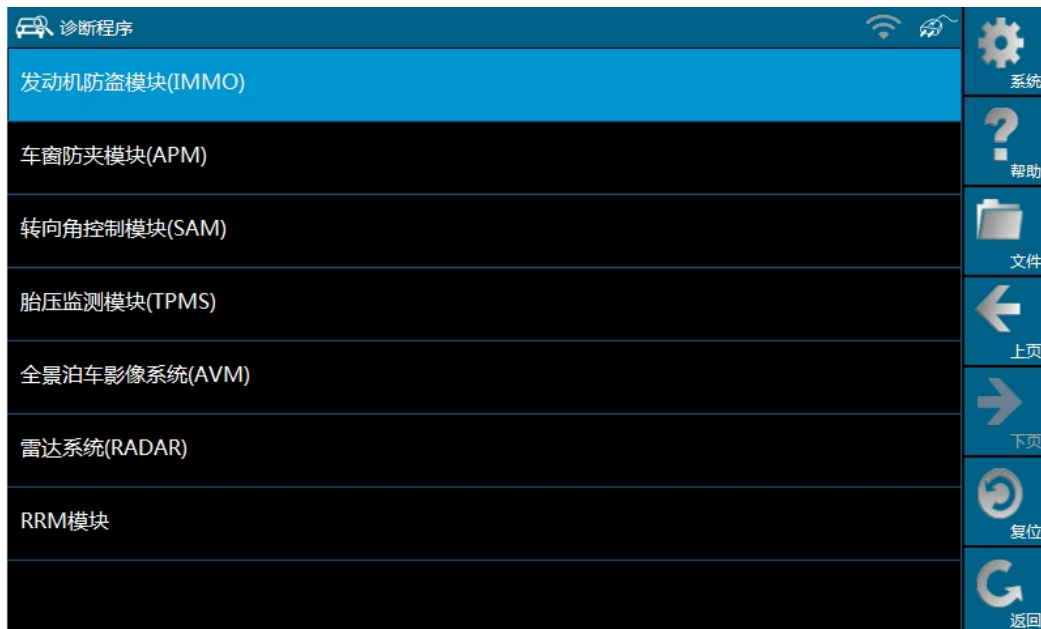 诊断程序
发动机防盗模块(IMMO)
车窗防夹模块(APM)
转向角控制模块(SAM)
胎压监测模块(TPMS)
全景泊车影像系统(AVM)
雷达系统(RADAR)
RRM模块
系统
帮助
文件
上页
下页
复位
返回